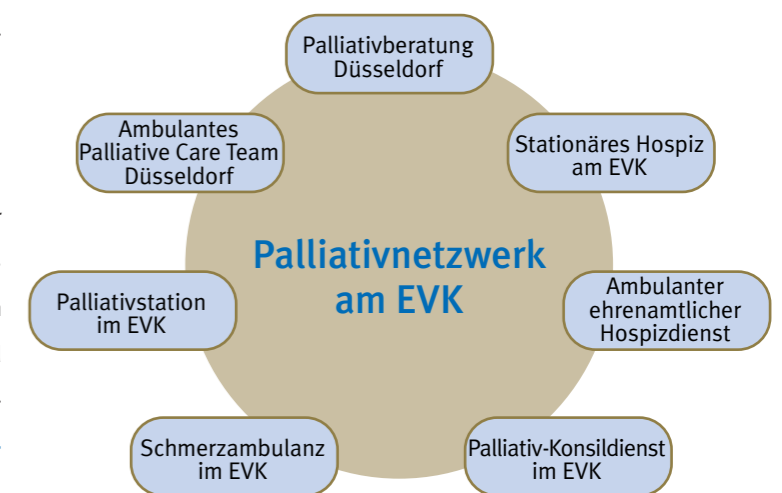 Palliativberatung
Düsseldorf
Ambulantes
Palliative Care Team
Düsseldorf
Stationäres Hospiz
am EVK
Palliativnetzwerk
am EVK
Palliativstation
im EVK
Ambulanter
ehrenamtlicher
Hospizdienst
Schmerzambulanz
im EVK
Palliativ-Konsildienst
im EVK